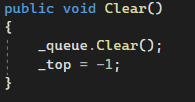 public void Clear()
{
    _queue.Clear();
    _top = -1;
}